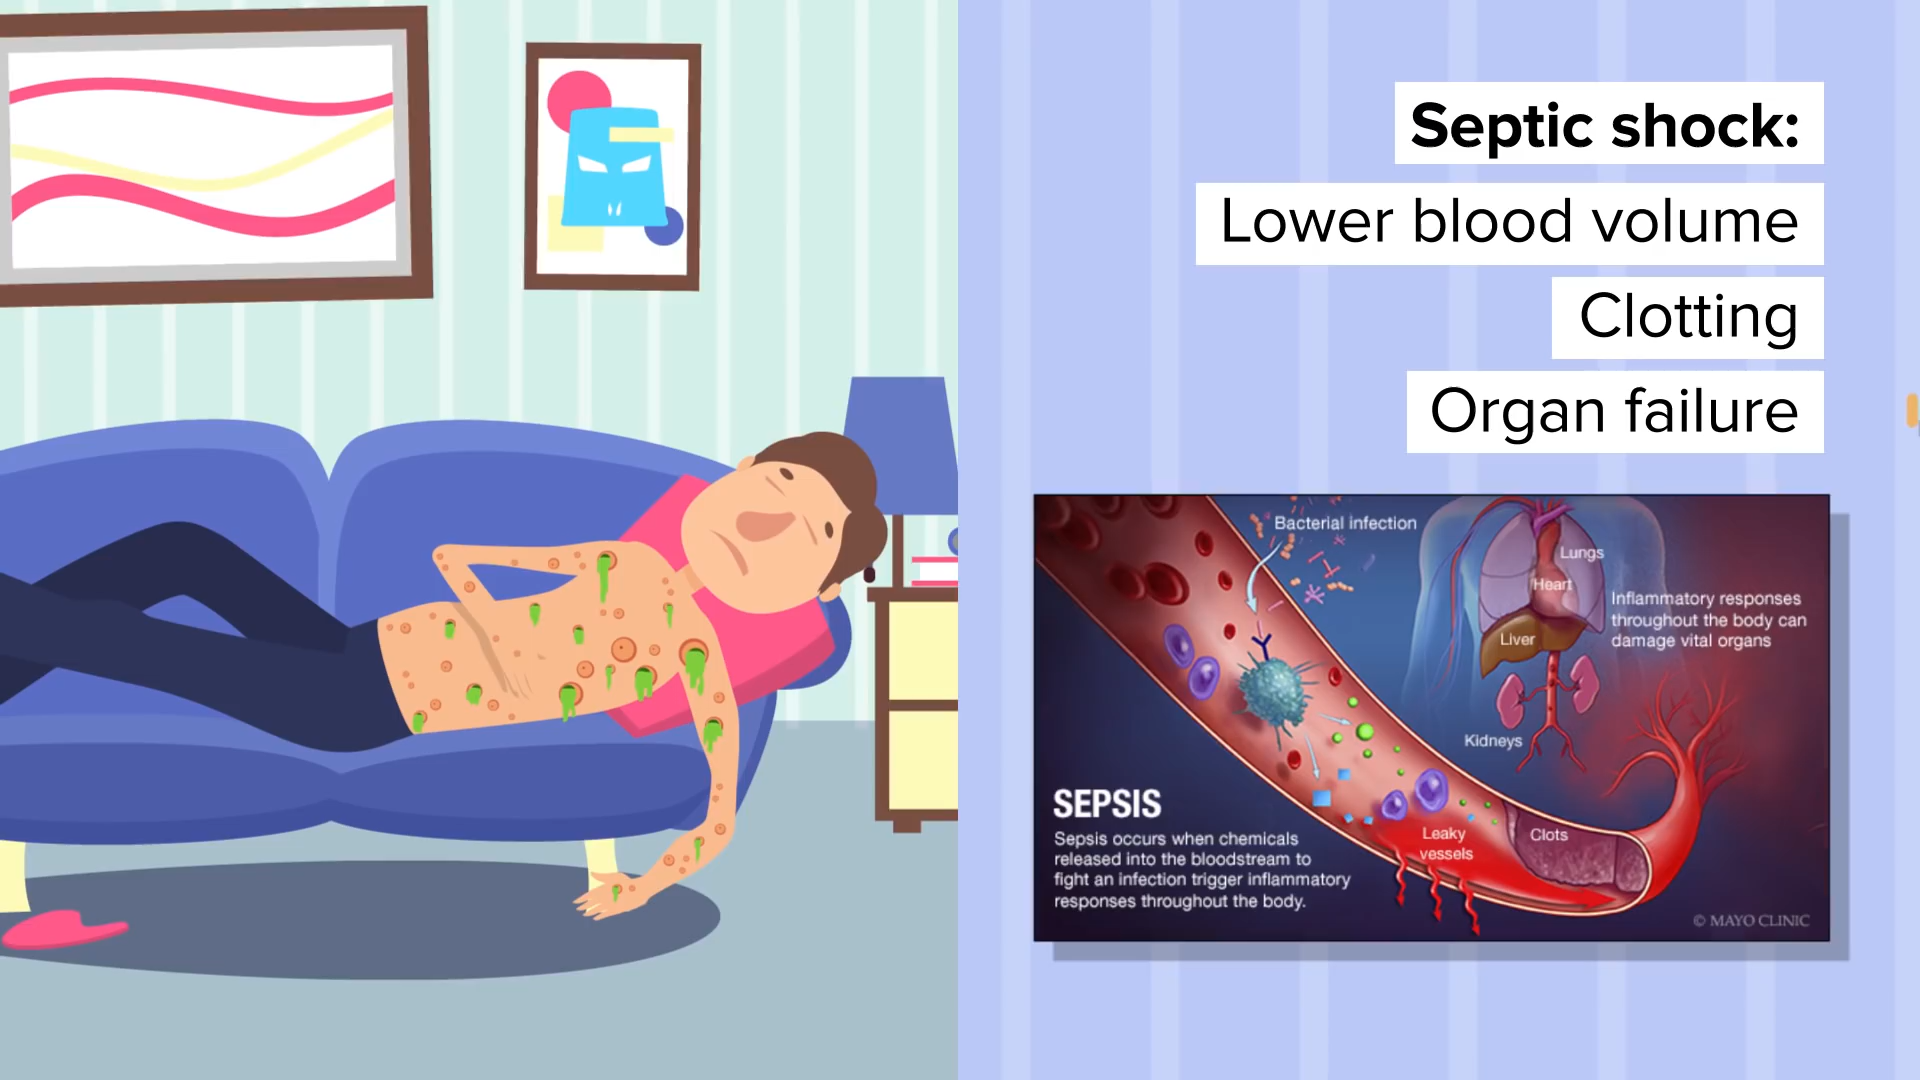 Septic shock:
Lower blood volume
Clotting
Organ failure
Bacterial infection
Lungs
Heart
Inflammatory responses
throughout the body can
damage vital organs
Liver
Kidneys
SEPSIS
Sepsis occurs when chemicals
released into the bloodstream to
fight an infection trigger inflammatory
responses throughout the body.
Leaky
vessels
Clots
© MAYO CLINIC